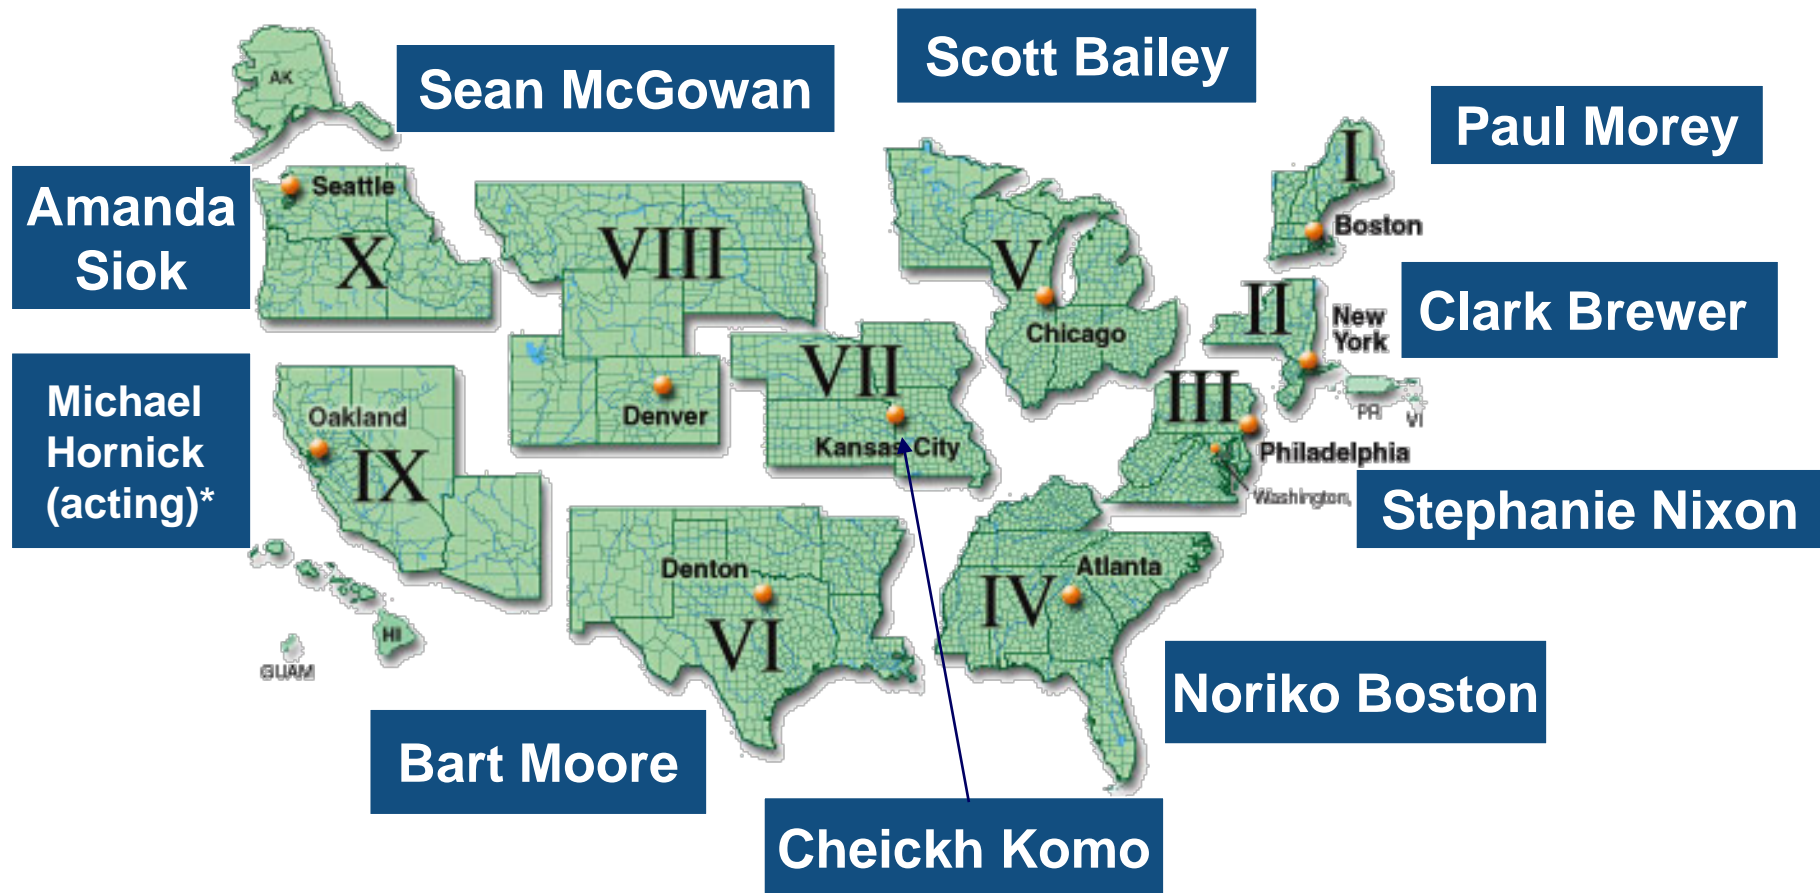 AK
Sean McGowan
Scott Bailey
Paul Morey
Amanda
Siok
Seattle
X
VIII
V
Chicago
I
Boston
II
New
York
Clark Brewer
Michael
Hornick
(acting)*
Oakland
IX
Denver
VII
Kansas City
III
PR
VI
Philadelphia
Washington,
Stephanie Nixon
HI
GUAM
Denton
VI
Atlanta
IV
Noriko Boston
Bart Moore
Cheickh Komo